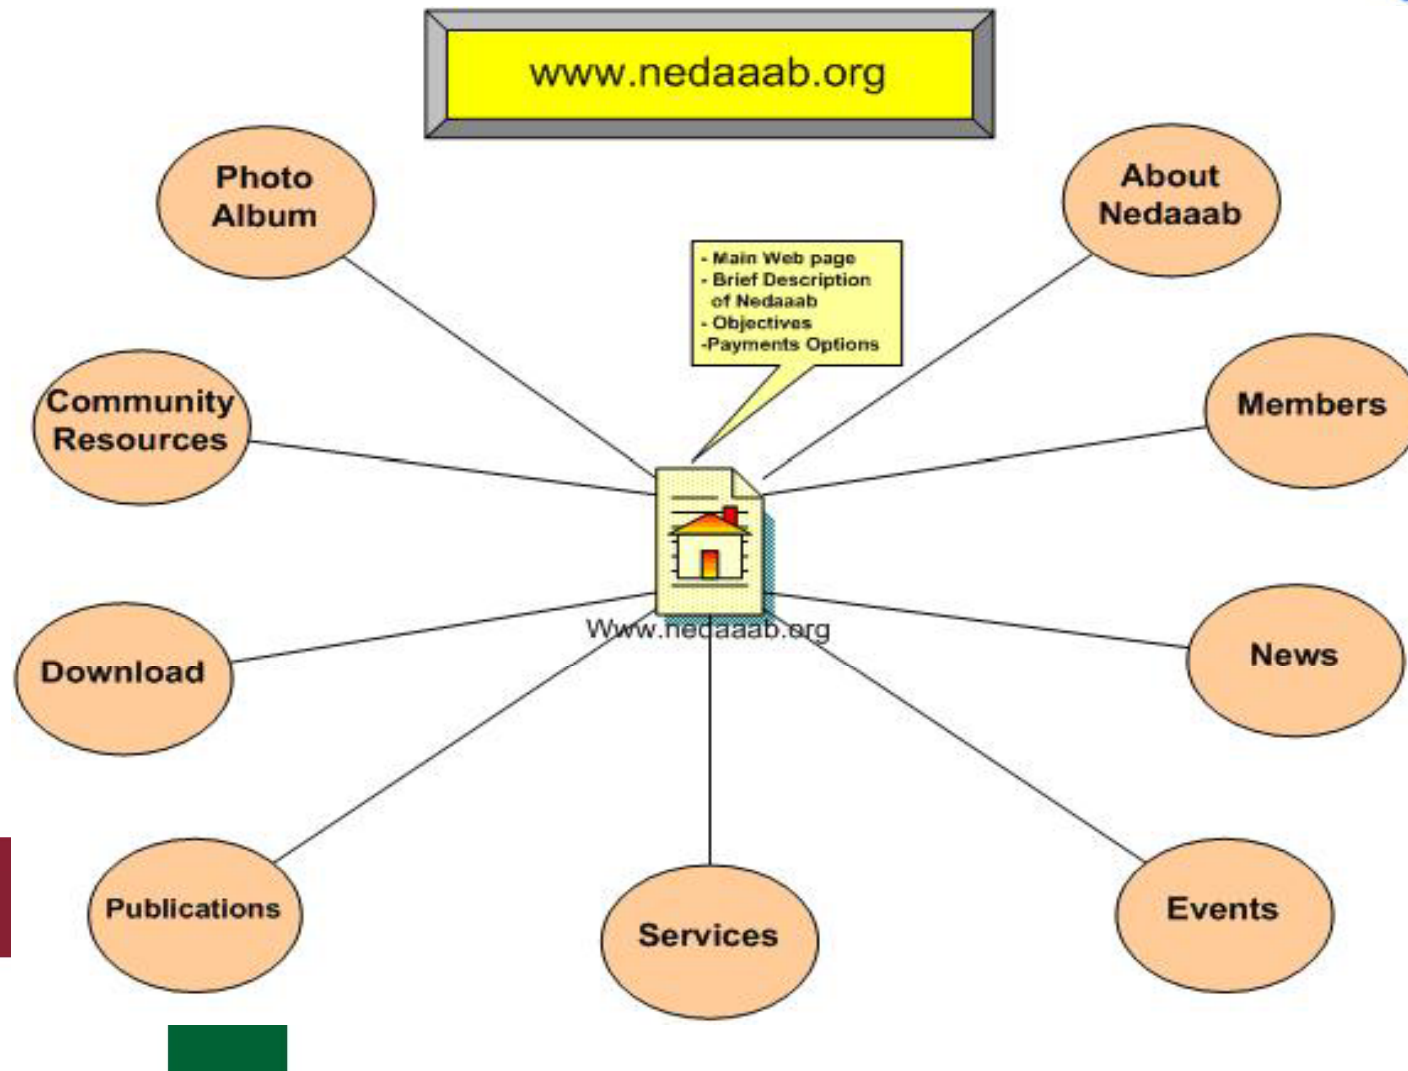 www.nedaaab.org
Photo
Album
About
Nedaaab
- Main Web page
- Brief Description
of Nedaaab
- Objectives
-Payments Options
Community
Resources
Members
Www.nedaaab.org
Download
News
Publications
Services
Events